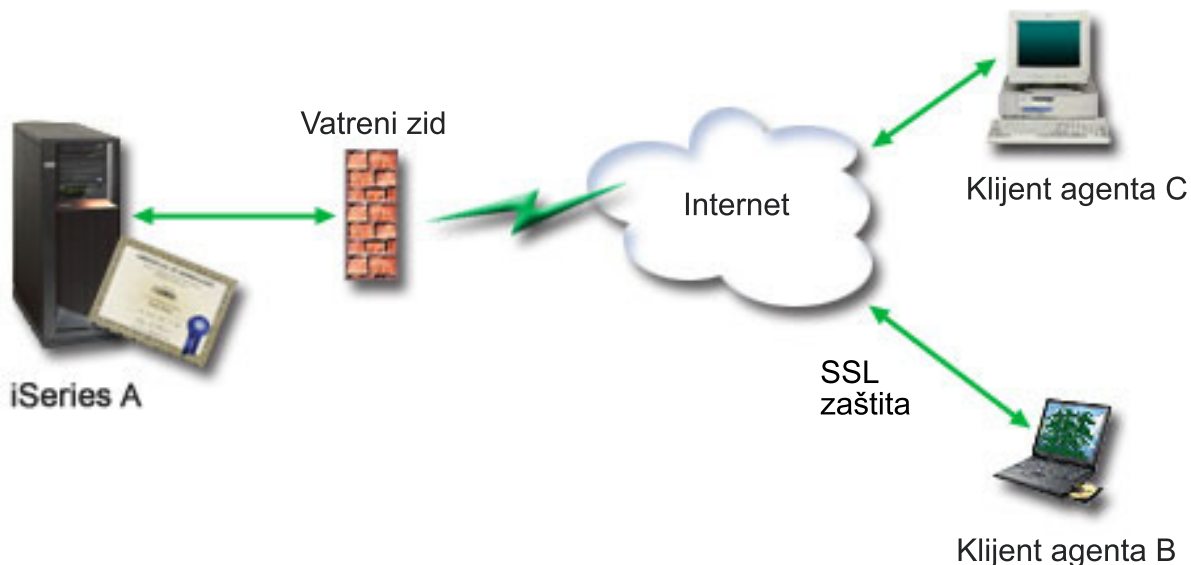 Vatreni zid
Internet
Klijent agenta C
iSeries A
SSL
zaštita
Klijent agenta B